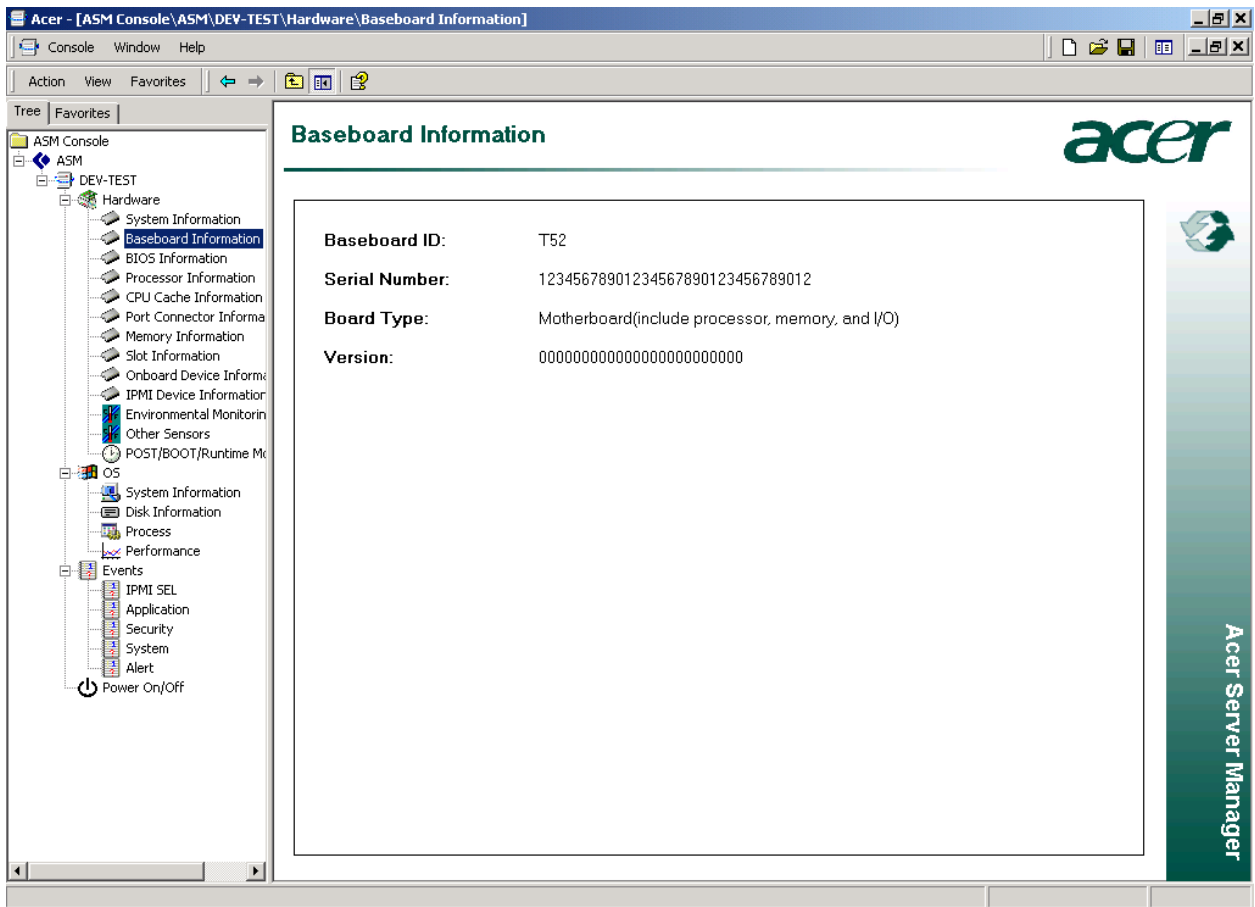 Acer - [ASM Console\ASM\DEV-TEST\Hardware\Baseboard Information]
Console Window Help
Action View Favorites
Tree Favorites
ASM Console
ASM
DEV-TEST
Hardware
System Information
Baseboard Information
BIOS Information
Processor Information
CPU Cache Information
Port Connector Informa
Memory Information
Slot Information
Onboard Device Informa
IPMI Device Information
Environmental Monitorin
Other Sensors
POST/BOOT/Runtime Mo
OS
System Information
Disk Information
Process
Performance
Events
IPMI SEL
Application
Security
System
Alert
Power On/Off
Baseboard Information
acer
Baseboard ID: T52
Serial Number: 12345678901234567890123456789012
Board Type: Motherboard(include processor, memory, and I/O)
Version: 000000000000000000000000
Acer Server Manager